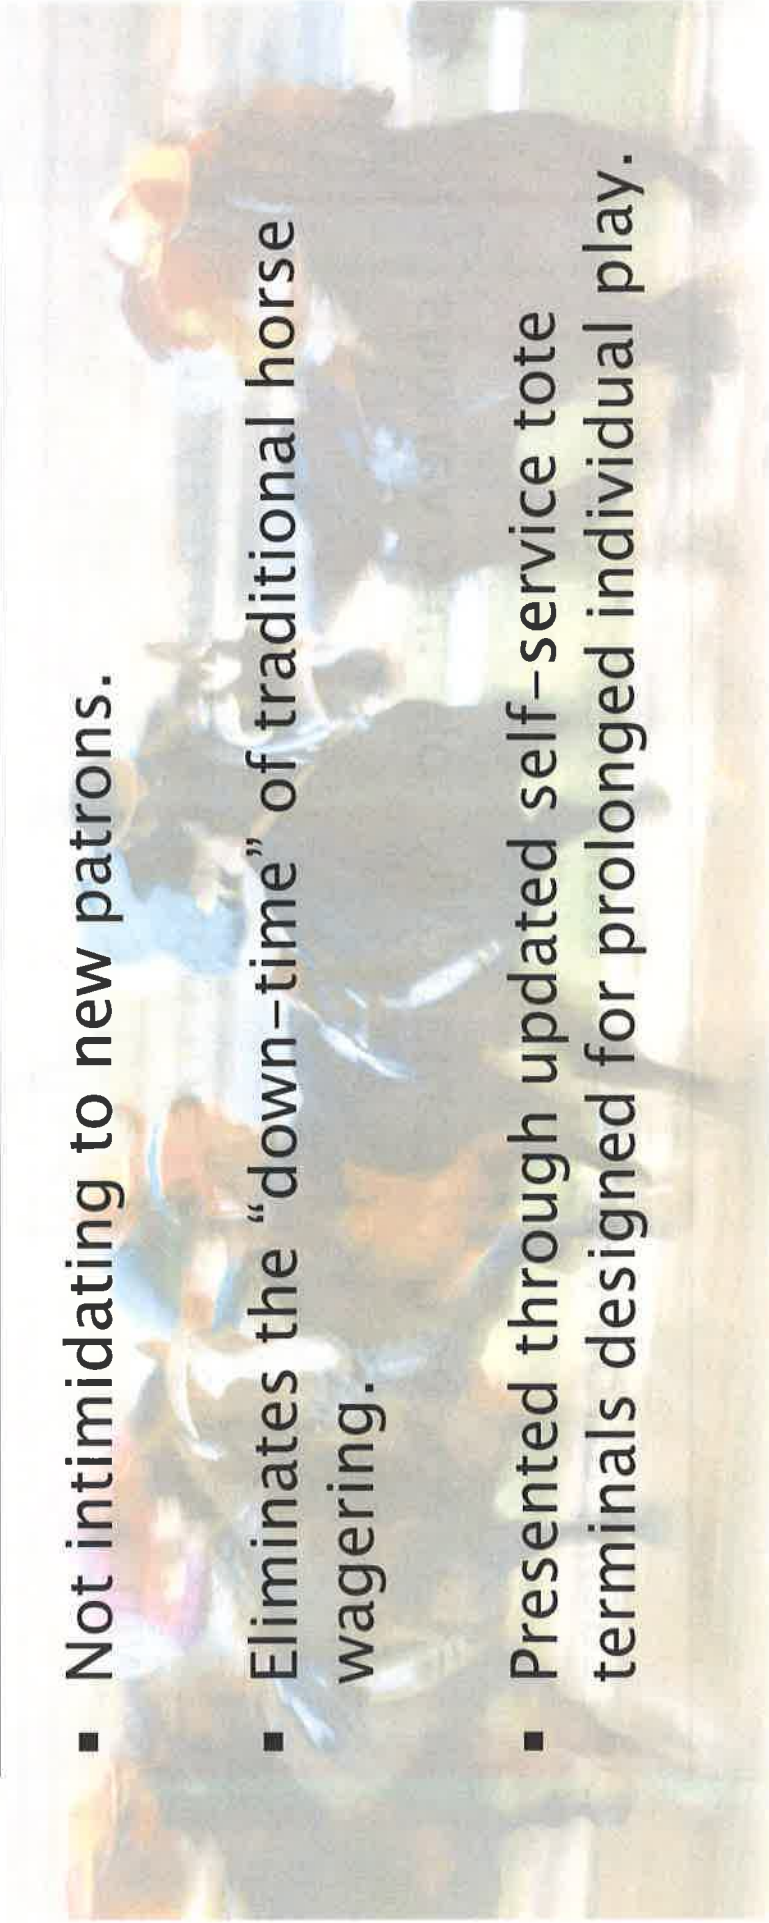 ▪ Not intimidating to new patrons.
▪ Eliminates the “down-time” of traditional horse
wagering.
▪ Presented through updated self-service tote
terminals designed for prolonged individual play.